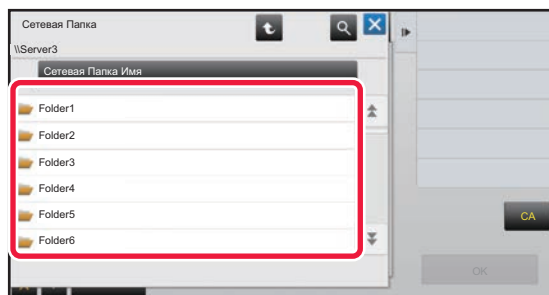 Сетевая Папка
\\Server3
Сетевая Папка Имя
Folder1
Folder2
Folder3
Folder4
Folder5
Folder6
CA
OK